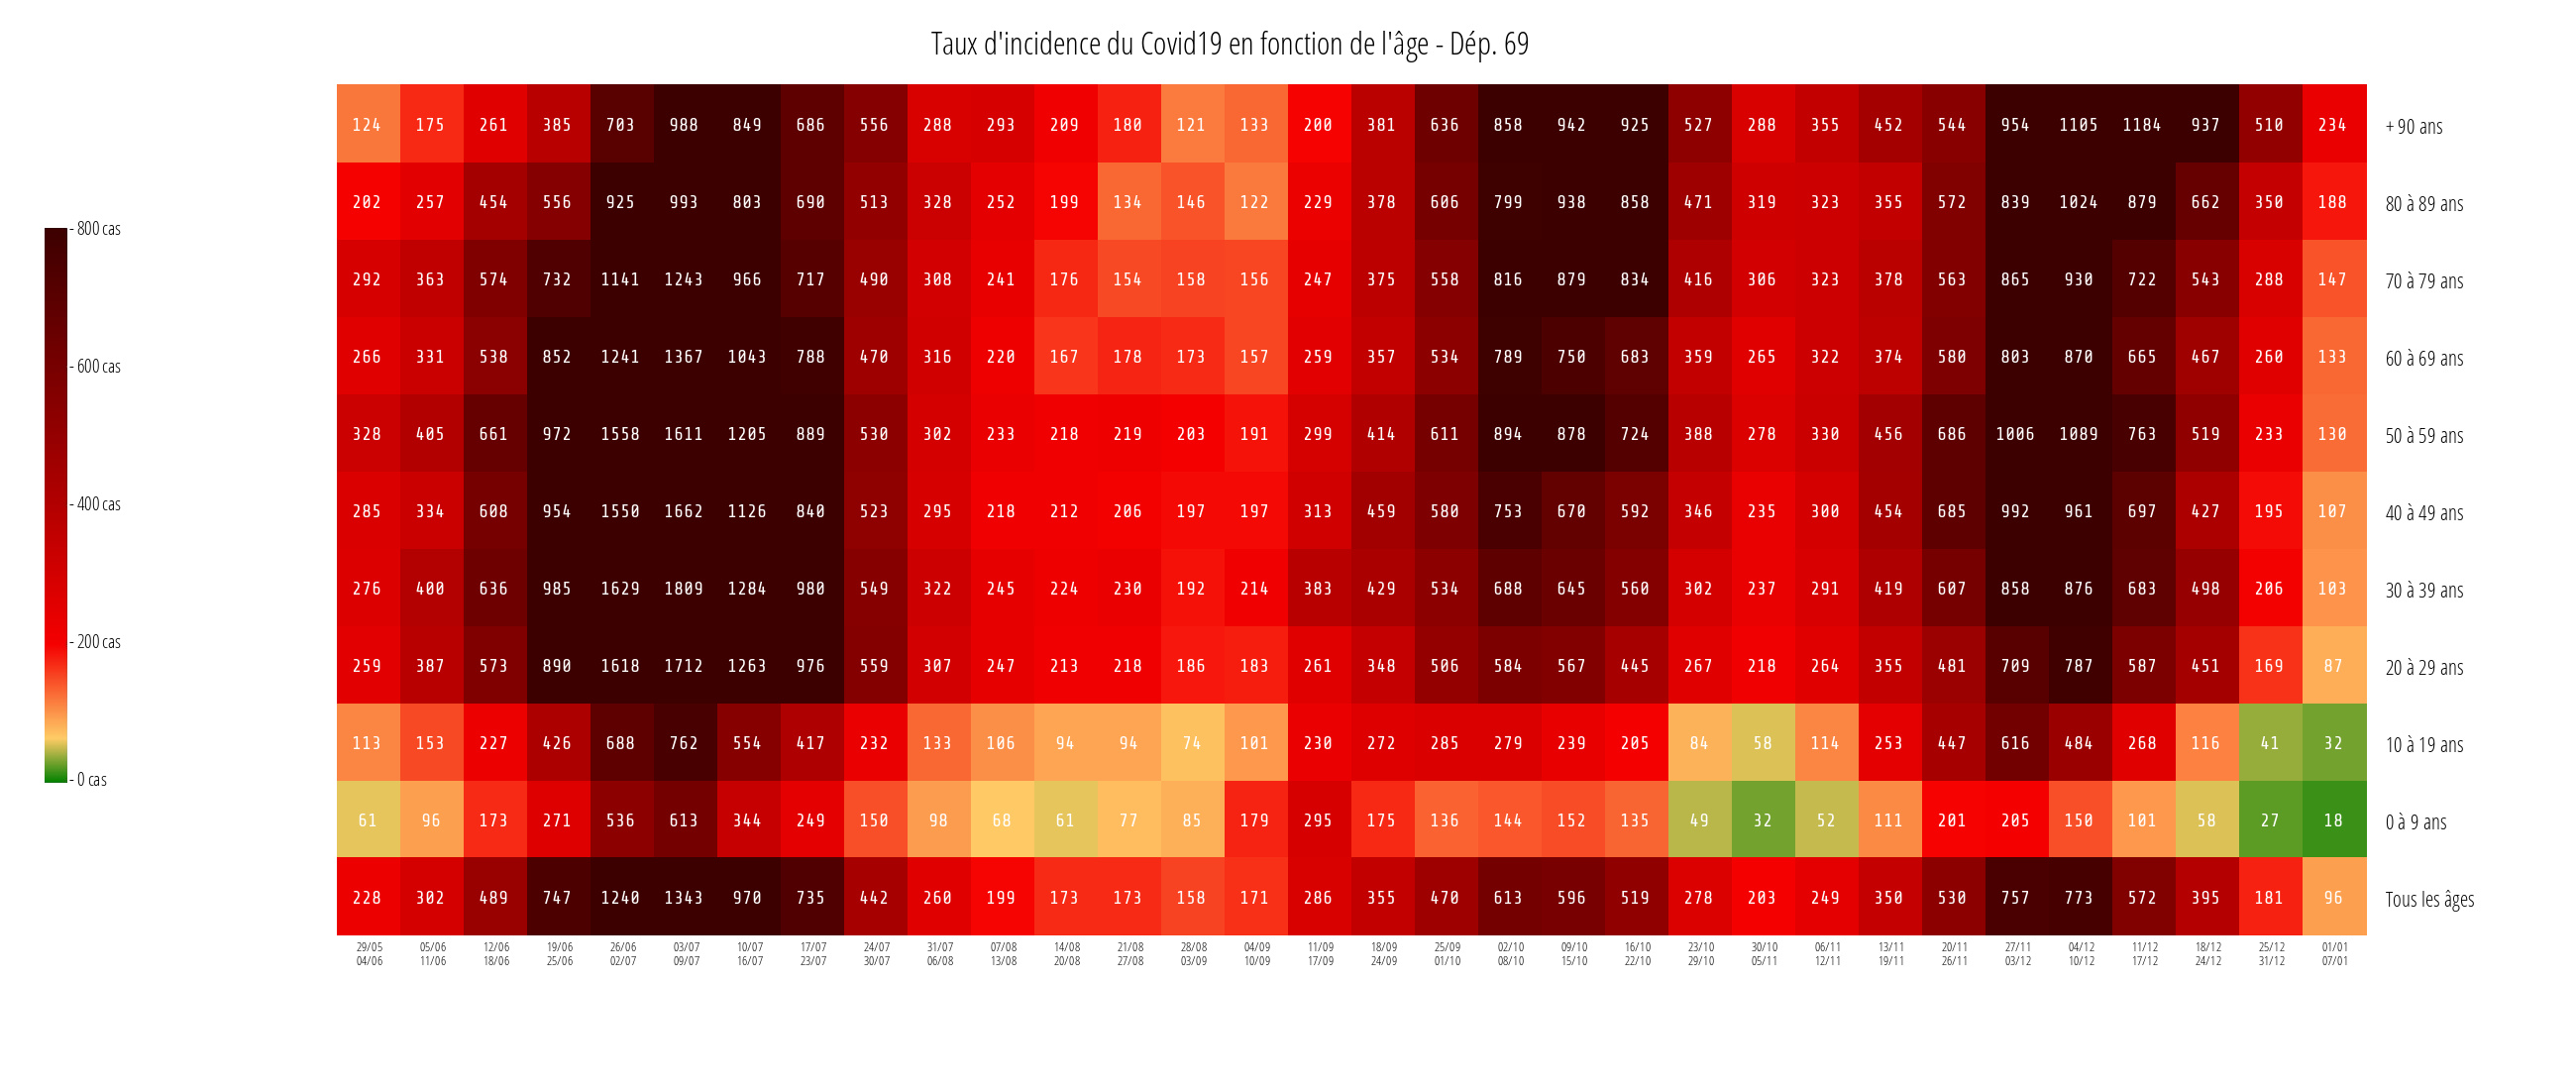 Taux d'incidence du Covid19 en fonction de l'âge - Dép. 69
- 800 cas
- 600 cas
- 400 cas
- 200 cas
- 0 cas
124 175 261 385 703 988 849 686 556 288 293 209 180 121 133 200 381 636 858 942 925 527 288 355 452 544 954 1105 1184 937 510 234 + 90 ans
202 257 454 556 925 993 803 690 513 328 252 199 134 146 122 229 378 606 799 938 858 471 319 323 355 572 839 1024 879 662 350 188 80 à 89 ans
292 363 574 732 1141 1243 966 717 490 308 241 176 154 158 156 247 375 558 816 879 834 416 306 323 378 563 865 930 722 543 288 147 70 à 79 ans
266 331 538 852 1241 1367 1043 788 470 316 220 167 178 173 157 259 357 534 789 750 683 359 265 322 374 580 803 870 665 467 260 133 60 à 69 ans
328 405 661 972 1558 1611 1205 889 530 302 233 218 219 203 191 299 414 611 894 878 724 388 278 330 456 686 1006 1089 763 519 233 130 50 à 59 ans
285 334 608 954 1550 1662 1126 840 523 295 218 212 206 197 197 313 459 580 753 670 592 346 235 300 454 685 992 961 697 427 195 107 40 à 49 ans
276 400 636 985 1629 1809 1284 980 549 322 245 224 230 192 214 383 429 534 688 645 560 302 237 291 419 607 858 876 683 498 206 103 30 à 39 ans
259 387 573 890 1618 1712 1263 976 559 307 247 213 218 186 183 261 348 506 584 567 445 267 218 264 355 481 709 787 587 451 169 87 20 à 29 ans
113 153 227 426 688 762 554 417 232 133 106 94 94 74 101 230 272 285 279 239 205 84 58 114 253 447 616 484 268 116 41 32 10 à 19 ans
61 96 173 271 536 613 344 249 150 98 68 61 77 85 179 295 175 136 144 152 135 49 32 52 111 201 205 150 101 58 27 18 0 à 9 ans
228 302 489 747 1240 1343 970 735 442 260 199 173 173 158 171 286 355 470 613 596 519 278 203 249 350 530 757 773 572 395 181 96 Tous les âges
29/05 05/06 12/06 19/06 26/06 03/07 10/07 17/07 24/07 31/07 07/08 14/08 21/08 28/08 04/09 11/09 18/09 25/09 02/10 09/10 16/10 23/10 30/10 06/11 13/11 20/11 27/11 04/12 11/12 18/12 25/12 01/01
04/06 11/06 18/06 25/06 02/07 09/07 16/07 23/07 30/07 06/08 13/08 20/08 27/08 03/09 10/09 17/09 24/09 01/10 08/10 15/10 22/10 29/10 05/11 12/11 19/11 26/11 03/12 10/12 17/12 24/12 31/12 07/01